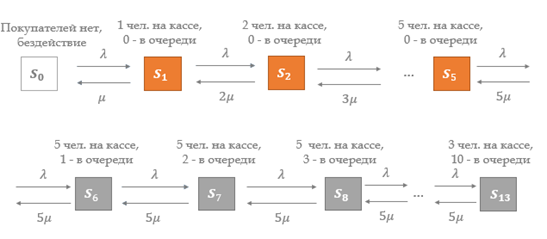 Покупателей нет,
бездействие
1 чел. на кассе,
0 - в очереди
2 чел. на кассе,
0 - в очереди
5 чел. на кассе,
0 - в очереди
S₀
λ
μ
S₁
λ
2μ
S₂
λ
3μ
...
S₅
λ
5μ
5 чел. на кассе,
1 - в очереди
5 чел. на кассе,
2 - в очереди
5 чел. на кассе,
3 - в очереди
3 чел. на кассе,
10 - в очереди
λ
5μ
S₆
λ
5μ
S₇
λ
5μ
S₈
λ
5μ
...
λ
5μ
S₁₃